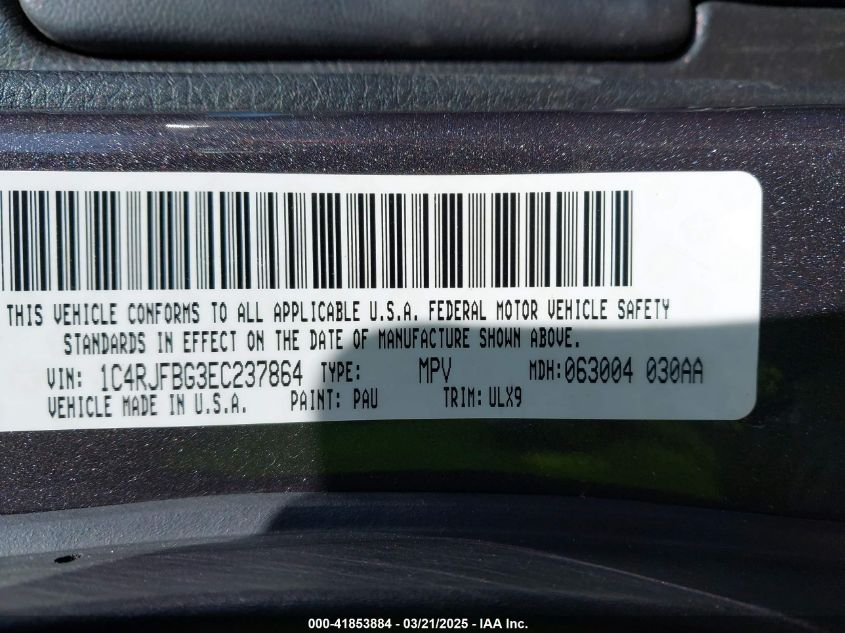 THIS VEHICLE CONFORMS TO ALL APPLICABLE U.S.A. FEDERAL MOTOR VEHICLE SAFETY
STANDARDS IN EFFECT ON THE DATE OF MANUFACTURE SHOWN ABOVE.
VIN: 1C4RJFBG3EC237864 TYPE: MPV MDH:063004 030AA
VEHICLE MADE IN U.S.A. PAINT: PAU TRIM:ULX9
000-41853884 - 03/21/2025 - IAA Inc.